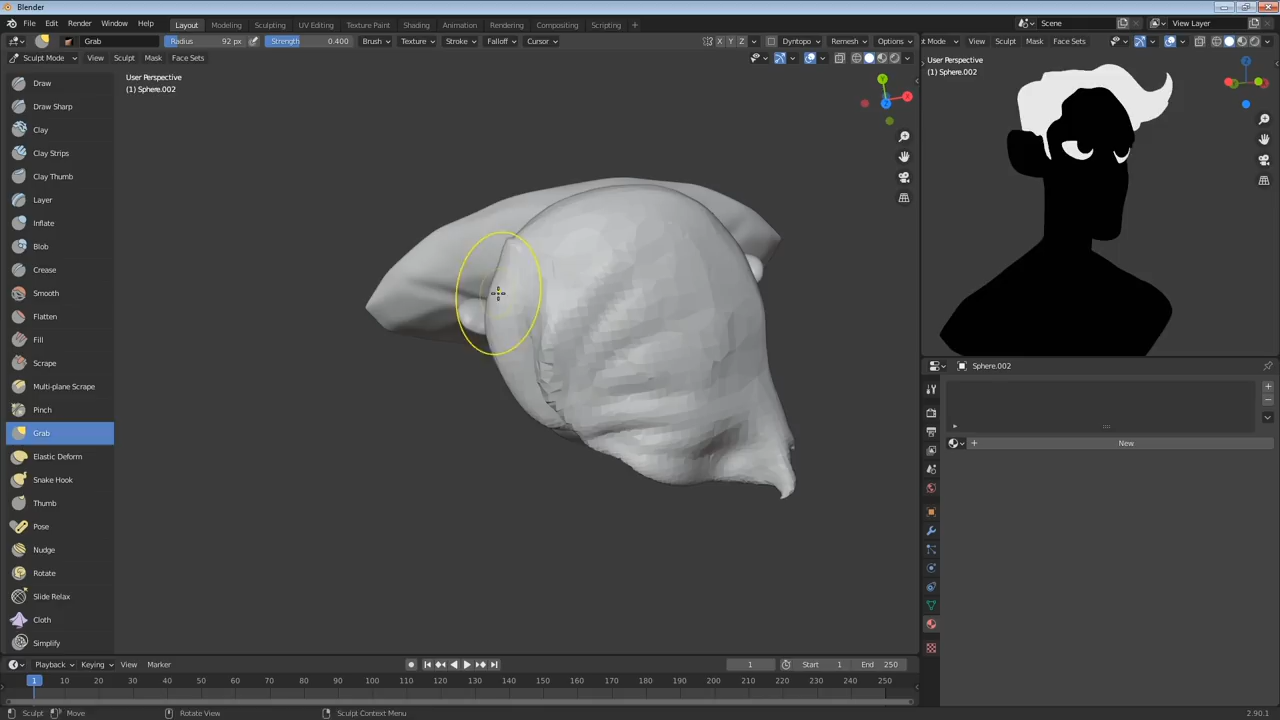 Blender
File Edit Render Window Help Layout Modeling Sculpting UV Editing Texture Paint Shading Animation Rendering Compositing Scripting + Scene View Layer
Grab Radius 92 px Strength 0.400 Brush Texture Stroke Falloff Cursor X Y Z Dyntopo Remesh Options t Mode View Sculpt Mask Face Sets
Sculpt Mode View Sculpt Mask Face Sets
User Perspective
(1) Sphere.002
User Perspective
(1) Sphere.002
Draw
Draw Sharp
Clay
Clay Strips
Clay Thumb
Layer
Inflate
Blob
Crease
Smooth
Flatten
Fill
Scrape
Multi-plane Scrape
Pinch
Grab
Elastic Deform
Snake Hook
Thumb
Pose
Nudge
Rotate
Slide Relax
Cloth
Simplify
Y
X
Z
Z
Sphere.002
New
Playback Keying View Marker 1 Start 1 End 250
1 10 20 30 40 50 60 70 80 90 100 110 120 130 140 150 160 170 180 190 200 210 220 230 240 250
Sculpt Move Rotate View Sculpt Context Menu 2.90.1